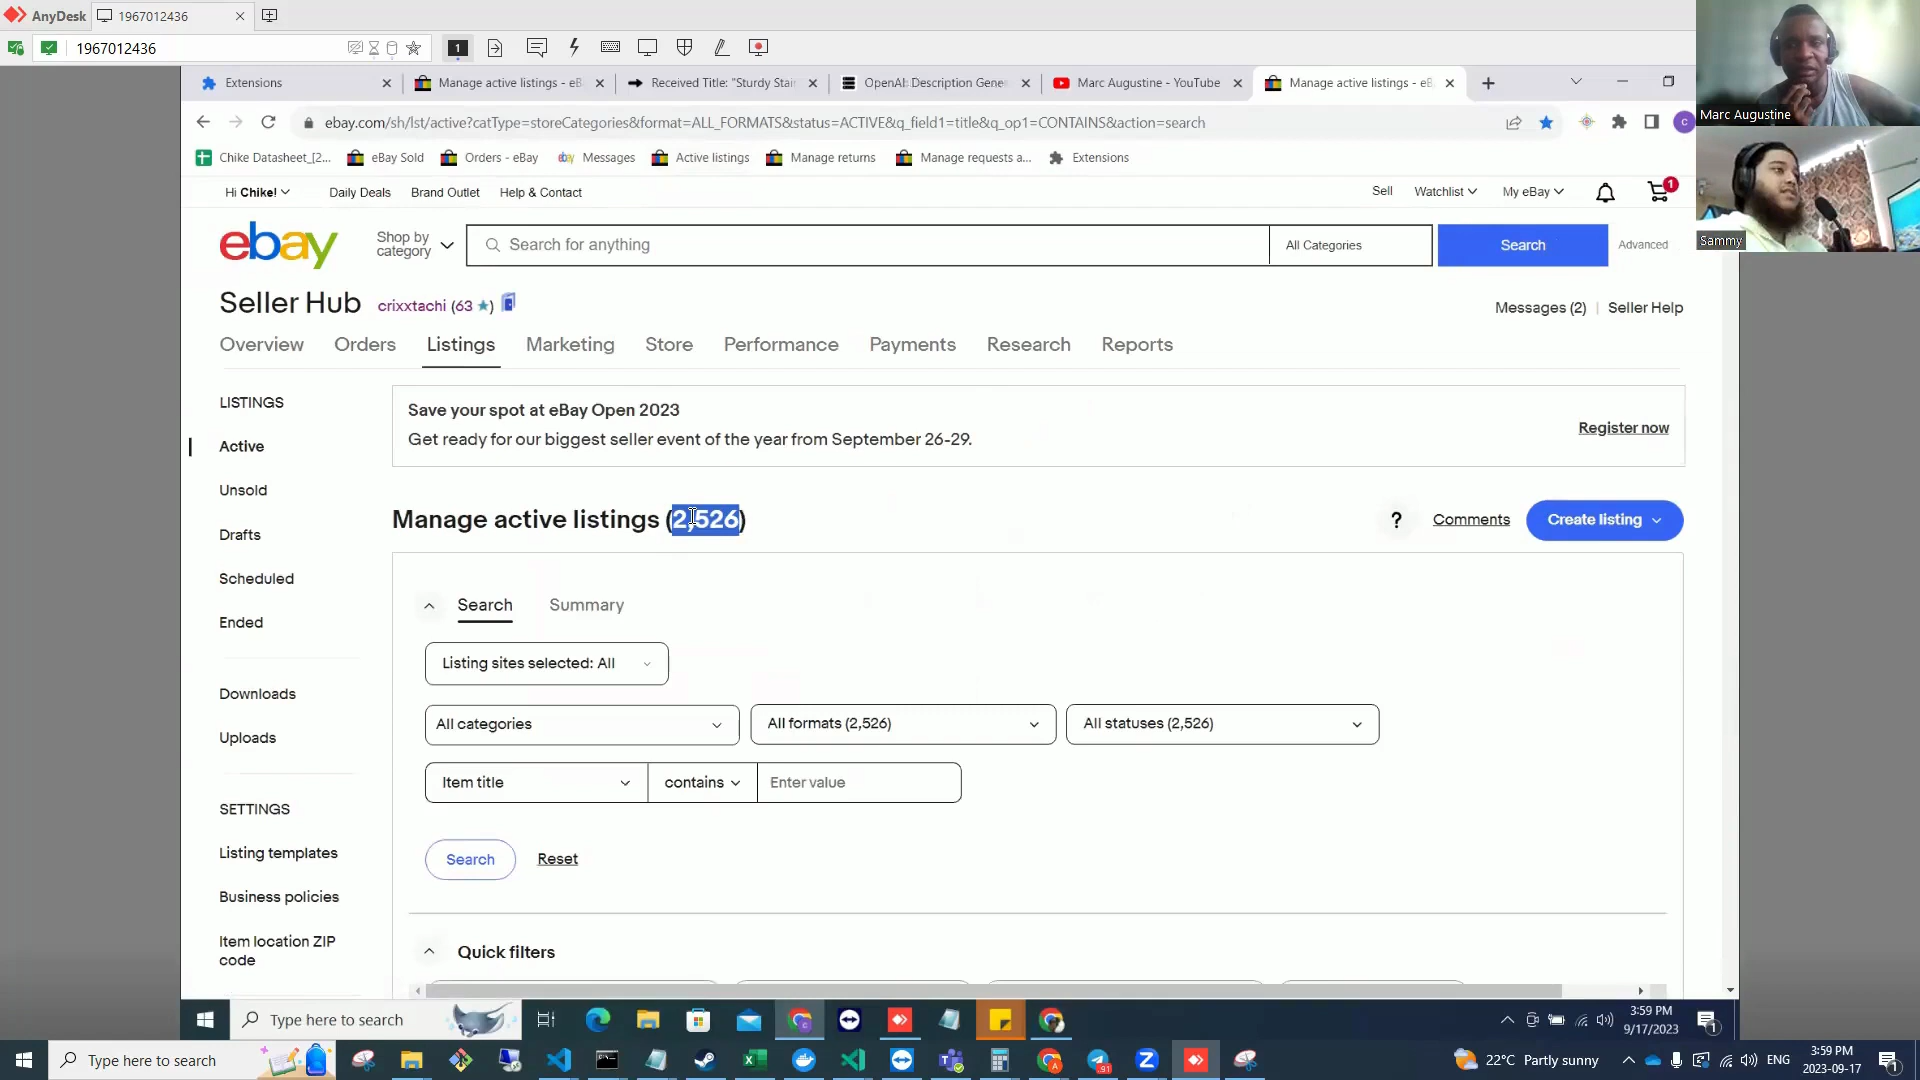 AnyDesk
1967012436
1967012436
1
Extensions
Manage active listings - eB
Received Title: "Sturdy Stair
OpenAI: Description Gene
Marc Augustine - YouTube
Manage active listings - eB
ebay.com/sh/lst/active?catType=storeCategories&format=ALL_FORMATS&status=ACTIVE&q_field1=title&q_op1=CONTAINS&action=search
C
Chike Datasheet_[2...
eBay Sold
Orders - eBay
ebay
Messages
Active listings
Manage returns
Manage requests a...
Extensions
Marc Augustine
Sammy
Hi Chike!
Daily Deals
Brand Outlet
Help & Contact
Sell
Watchlist
My eBay
1
ebay
Shop by
category
Search for anything
All Categories
Search
Advanced
Seller Hub
crixxtachi (63 ★)
Messages (2)
Seller Help
Overview
Orders
Listings
Marketing
Store
Performance
Payments
Research
Reports
LISTINGS
Active
Unsold
Drafts
Scheduled
Ended
Downloads
Uploads
SETTINGS
Listing templates
Business policies
Item location ZIP
code
Save your spot at eBay Open 2023
Get ready for our biggest seller event of the year from September 26-29.
Register now
Manage active listings (2,526)
?
Comments
Create listing
Search
Summary
Listing sites selected: All
All categories
All formats (2,526)
All statuses (2,526)
Item title
contains
Enter value
Search
Reset
Quick filters
Type here to search
3:59 PM
9/17/2023
1
Type here to search
22°C Partly sunny
ENG
3:59 PM
2023-09-17
1